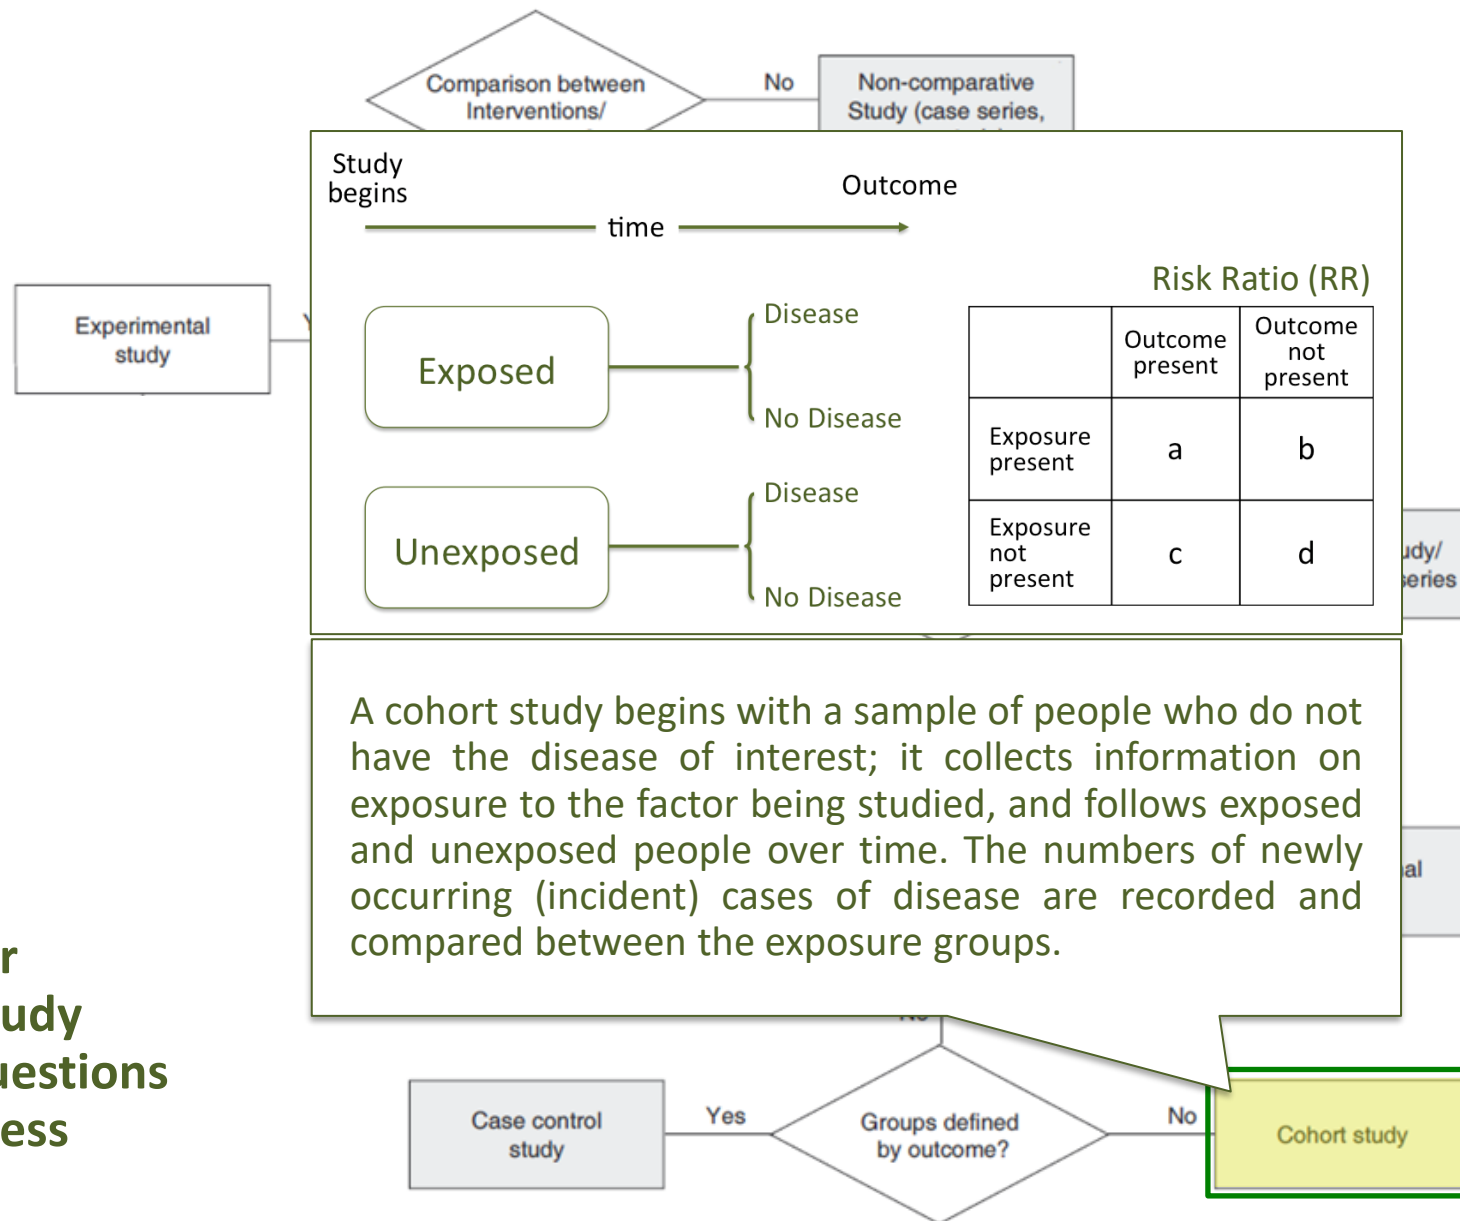 Comparison between
Interventions/
No
Non-comparative
Study (case series,
Study
begins
Outcome
time
Risk Ratio (RR)
Experimental
study
Exposed
Disease
No Disease
Unexposed
Disease
No Disease
Outcome
present
Outcome
not
present
Exposure
present
a
b
Exposure
not
present
c
d
udy/
series
A cohort study begins with a sample of people who do not
have the disease of interest; it collects information on
exposure to the factor being studied, and follows exposed
and unexposed people over time. The numbers of newly
occurring (incident) cases of disease are recorded and
compared between the exposure groups.
al
r
udy
uestions
ess
Case control
study
Yes
Groups defined
by outcome?
No
Cohort study